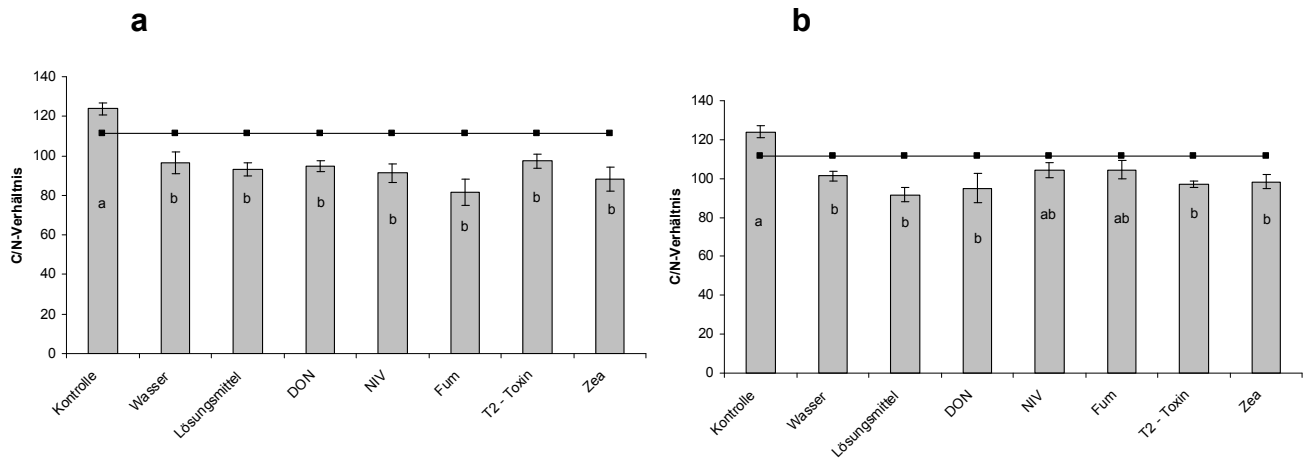 a
C/N-Verhältnis
140
120
100
80
60
40
20
0
a
b
b
b
b
b
b
b
Kontrolle
Wasser
Lösungsmittel
DON
NIV
Fum
T2 - Toxin
Zea
b
C/N-Verhältnis
140
120
100
80
60
40
20
0
a
b
b
b
ab
ab
b
b
Kontrolle
Wasser
Lösungsmittel
DON
NIV
Fum
T2 - Toxin
Zea